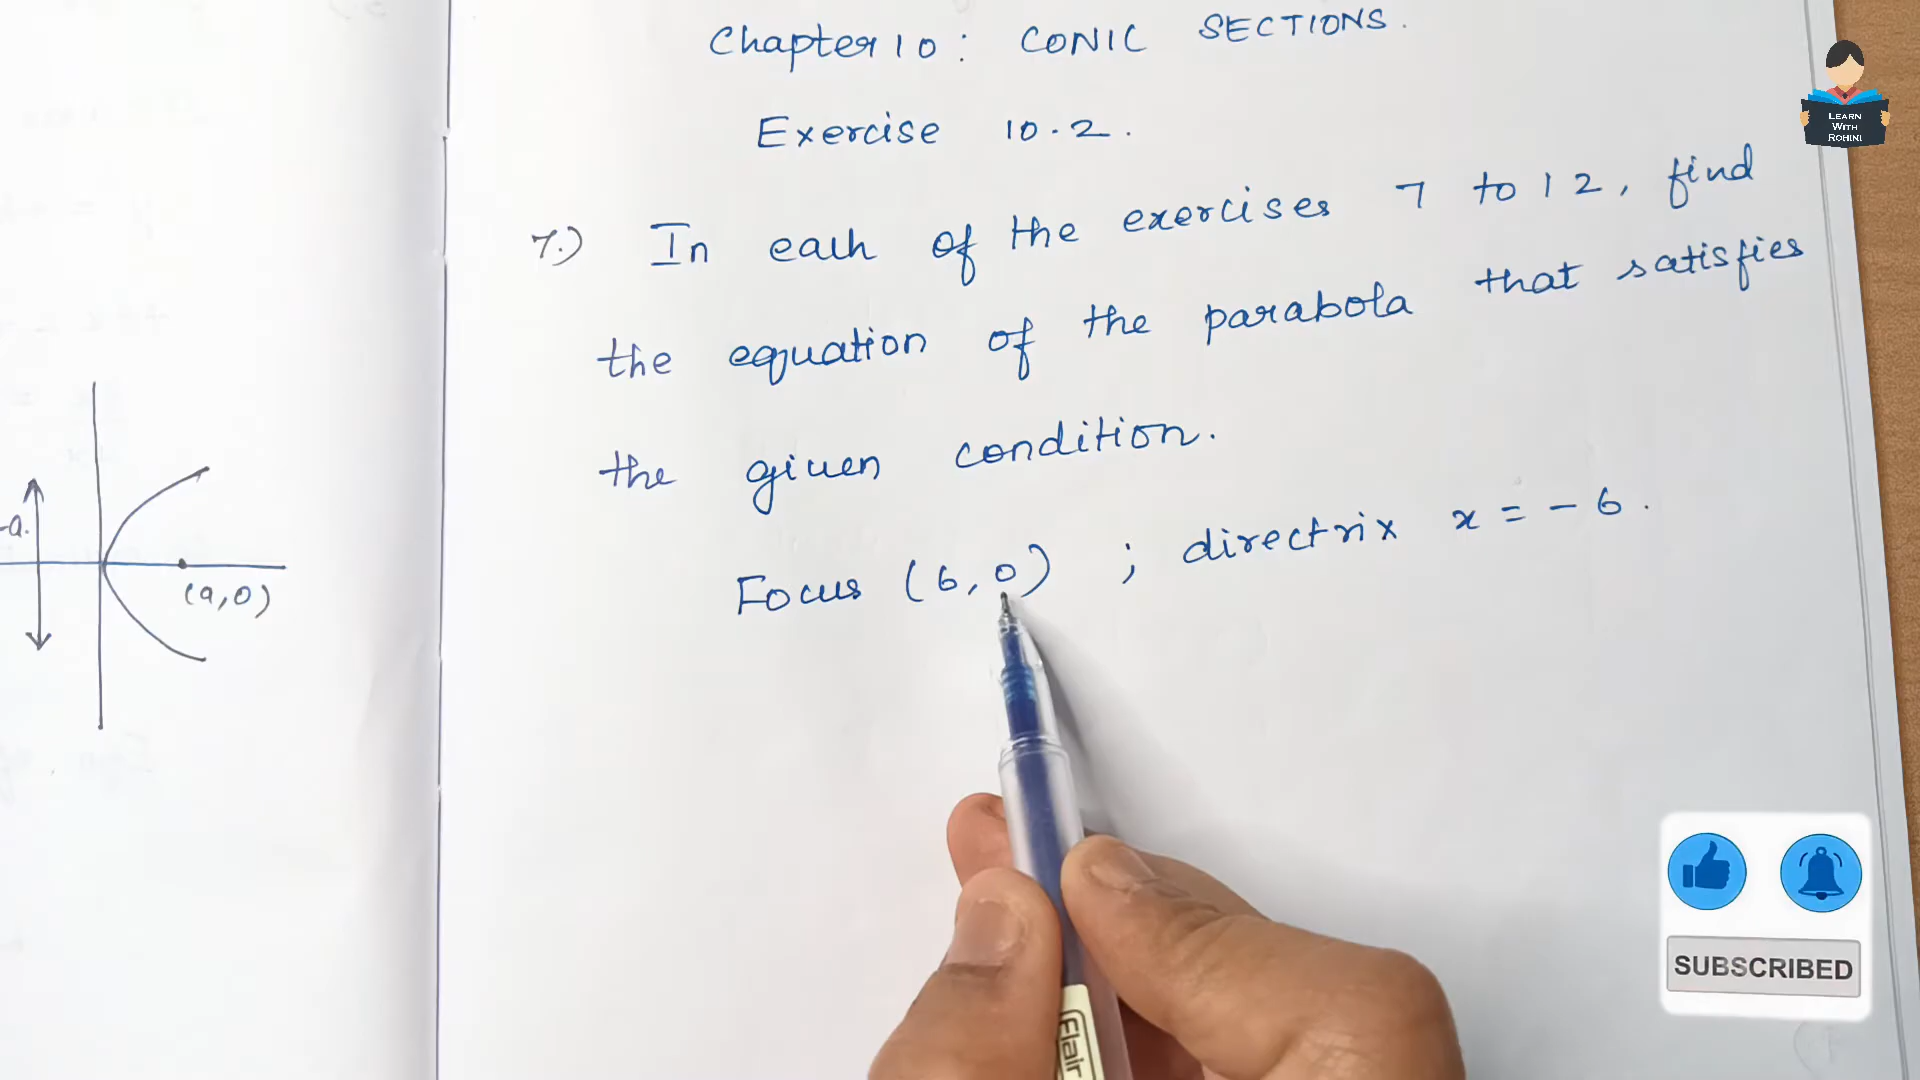 Chapter 10: CONIC SECTIONS.
Exercise 10.2.
7.) In each of the exercises 7 to 12, find
the equation of the parabola that satisfies
the given condition.
Focus (6,0) ; directrix x = -6.
-a.
(a,0)
LEARN
WITH
ROHINI
SUBSCRIBED
Flair